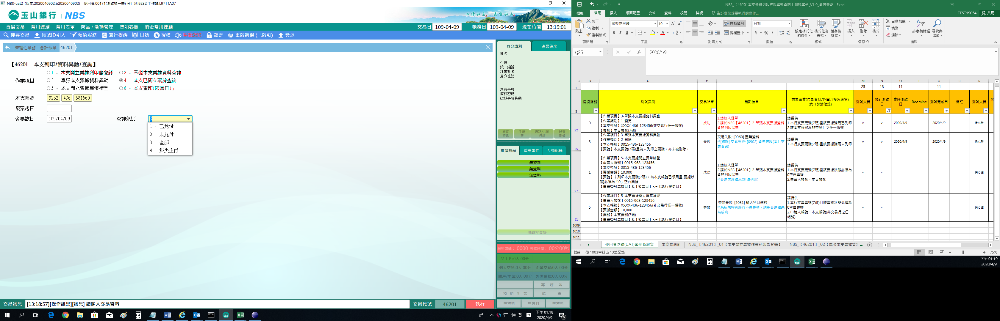 NBS-uat2 (版本:2020040902.b2020040902) 使用者:00171(測試櫃一幸) 分行別:9232 工作站:L9711A07
玉山銀行 | NBS
心清如玉 義重如山
自選交易 常用連結 常用表單 商品 / 活動管理 智能客服 消金常用連結
交易日 109-04-09 帳務日 109-04-09 現在時間 13:19:01
搜尋交易 帳號ID引入 預約服務 蒞行提醒 日誌 授權 廣播:293 鎖定 重啟週邊 (已啟動) 簽退
管理性業務 會計作業 46201
【46201 本支列印/資料異動/查詢】
作業項目
1 - 本支開立票據列印含登錄 2 - 單張本支票據資料查詢
3 - 單張本支票據資料異動 4 - 本支已開立票據查詢
5 - 本支開立票據異常補登 6 - 本支重印(限當日)」
本支帳號 9232 436 581560
發票起日
發票訖日 109/04/09 查詢類別 3
1 - 已兌付
2 - 未兌付
3 - 全部
4 - 掛失止付
身分識別 產品往來
姓名
生日
統一編號
理專姓名
身分註記
注意事項
簡訊密碼
近期事故異動
顧客資訊 手續費 通路/共同行銷 顧客影像
推薦商品 重要事件 互動記錄
無資料
無資料
無資料
一般轉介登錄
服務號碼: 0000 等候時間: 00分00秒
VIP:0人 00分
個人交易:0人 00分 企業交易:0人 00分
開戶/申請:0人 00分 外匯業務:0人 00分
再 呼 叫
預 約 叫 號 結 束
無資料 無資料 無資料
交易訊息 [13:18:57][操作訊息][訊息] 請輸入交易資料 交易代號 46201 執行
英
下午 01:18
2020/4/9
6
NBS_【46201本支登錄列印資料異動查詢】測試案例_V1.0_測資盤點 - Excel
檔案 常用 插入 版面配置 公式 資料 校閱 檢視 告訴我您想要執行的動作... TEST19054 共用
貼上 剪下 複製 複製格式 剪貼簿
微軟正黑體 10 B I U 字型
自動換列 跨欄置中 對齊方式
日期 $ % 數值
設定格式化的條件 格式化為表格 儲存格樣式 樣式
插入 刪除 格式 儲存格
自動加總 填滿 清除 排序與篩選 尋找與選取 編輯
Q25 fx 2020/4/9
D G H I L M N O P Q R S
1 25 13 11 11
5 情境編號 測試案例 交易結果 預期結果 前置準備(包含資料/外圍介接系統等)(與IT討論確認) 測試人員 預計測試日 實際測試日 Redmine 測試完成日 備註 測試人員
22 9
【作業項目】3-單張本支票據資料異動
【作業類別】1-變更
【本支帳號】XXXX-436-123456(非交易行任一帳號)
【票號】本支票號(7碼)
成功
1.請放入短單
2.請於NBS【46201】2-單張本支票據資料查詢列印狀態
請提供
1.本行支票票號(7碼)且該票據號碼已列印
2.該本支帳號為非交易行之任一帳號
v v 2020/4/9 2020/4/9 侯心雅
25 3
【作業項目】3-單張本支票據資料異動
【作業類別】2-刪除
【本支帳號】0015-436-123456
【票號】本支票號(7碼)且為未列印之票號，亦未被刪除。
失敗
交易失敗: [0960] 查無資料
**[錯誤] 交易失敗: [0902] 查無資料(本行支票資訊)
請提供
1.本行支票票號(7碼)且該票據號碼未列印
v v 2020/4/9 2020/4/9 侯心雅
27 1
【作業項目】5-本支票據開立異常補登
【申請人帳號】0015-968-123456
【本支帳號】0015-436-123456
【票據金額】10,000
【票號】未列印本支票號(7碼)，為本支帳號已領用且[票據狀態]必須為「0」空白票據
【申請簽發票據日】&【發票日】<=【執行變更日】
成功
1.請放入短單
2.請於NBS【46201】2-單張本支票據資料查詢列印狀態
**交易處理結束(無須列印)
請提供
1.本行支票票號(7碼)且該票據狀態必須為0空白票據
2.申請人帳號、本支帳號
v v 侯心雅
31 5
【作業項目】5-本支票據開立異常補登
【申請人帳號】0015-968-123456
【本支帳號】XXXX-436-123456(非交易行任一帳號)
【票據金額】10,000
【票號】本支票號(7碼)
【申請簽發票據日】&【發票日】<=【執行變更日】
失敗
交易失敗: [5031] 輸入科目錯誤
**系統未控管聯行不得異動，調整交易結果為成功
請提供
1.本行支票票號(7碼)且該票據狀態必須為0空白票據
2.申請人帳號、本支帳號(非交易行之任一帳號)
v v 侯心雅
1009
1010
1011
使用者測試(UAT)案例＆報告 本交易統計 NBS_【46201】_01【本支開立票據作業列印含登錄】 NBS_【46201】_02【單張本支票據資料 ...
就緒 從 1003中找出 13筆記錄 75%
下午 01:19
2020/4/9